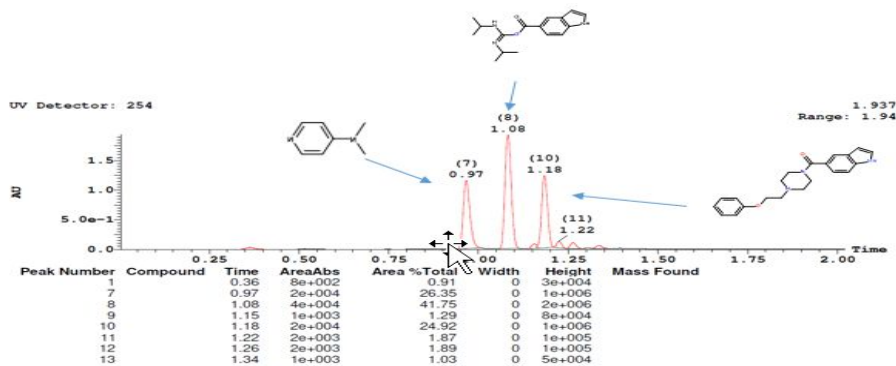 UV Detector: 254
1.937
Range: 1.94
(8)
1.08
(7)
0.97
(10)
1.18
(11)
1.22
AU
1.5
1.0
5.0e-1
0.0
0.25 0.50 0.75 1.00 1.25 1.50 1.75 2.00
Time
Peak Number Compound Time AreaAbs Area %Total Width Height Mass Found
1 0.36 8e+002 0.91 0 3e+004
7 0.97 2e+004 26.35 0 1e+006
8 1.08 4e+004 41.75 0 2e+006
9 1.15 1e+003 1.29 0 8e+004
10 1.18 2e+004 24.92 0 1e+006
11 1.22 2e+003 1.87 0 1e+005
12 1.26 2e+003 1.89 0 1e+005
13 1.34 1e+003 1.03 0 5e+004